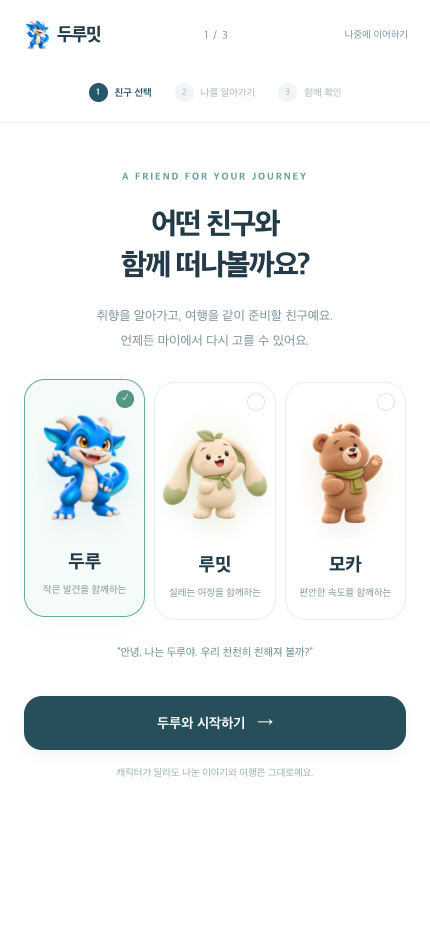 두루밋
1 / 3
나중에 이어하기
1 친구 선택
2 나를 알아가기
3 함께 확인
A FRIEND FOR YOUR JOURNEY
어떤 친구와
함께 떠나볼까요?
취향을 알아가고, 여행을 같이 준비할 친구예요.
언제든 마이에서 다시 고를 수 있어요.
✓
두루
작은 발견을 함께하는
루밋
설레는 여정을 함께하는
모카
편안한 속도를 함께하는
"안녕, 나는 두루야. 우리 천천히 친해져 볼까?"
두루와 시작하기 →
캐릭터가 달라도 나눈 이야기와 여행은 그대로예요.